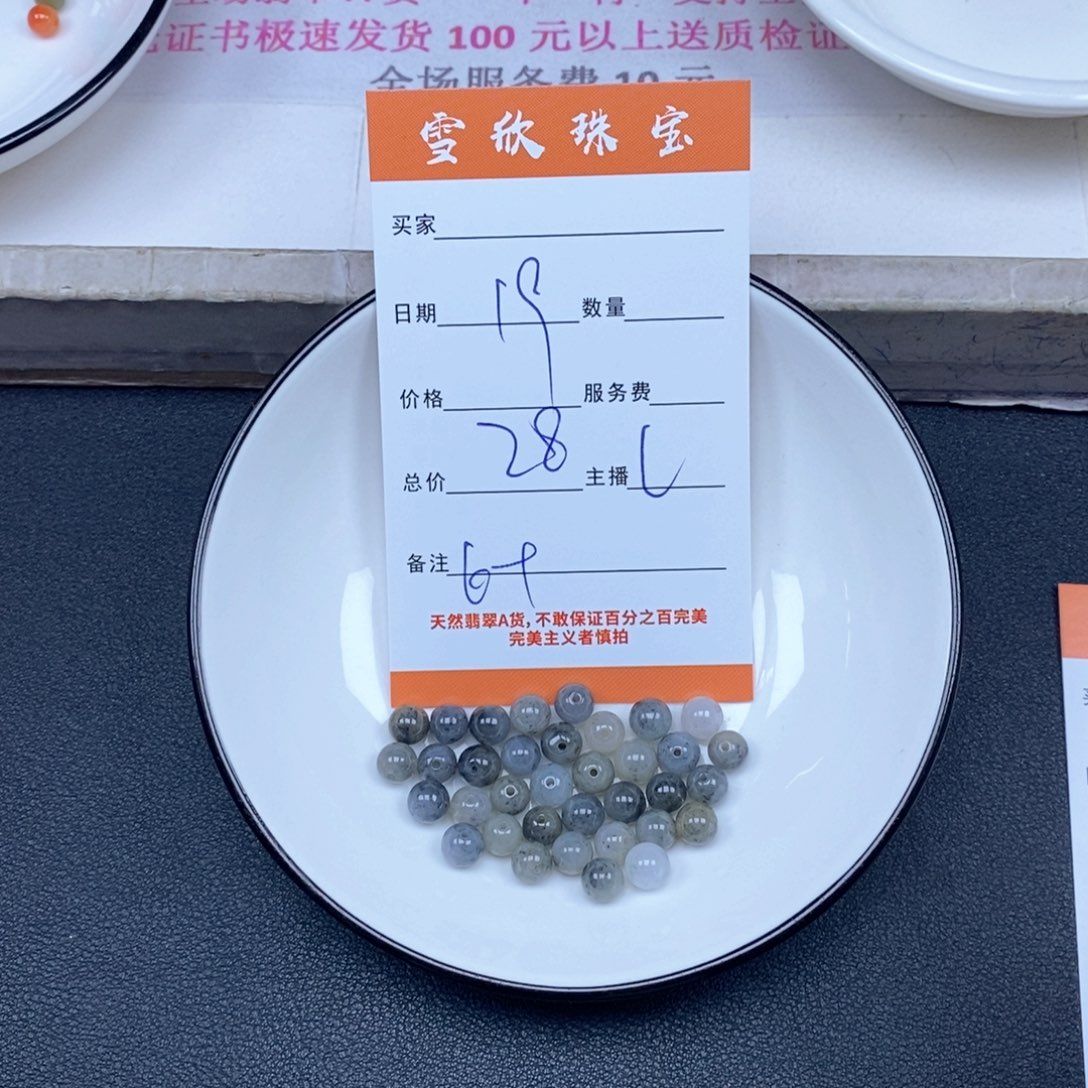 证书极速发货 100 元以上送质检证
全场服务费 10 元
雪欣珠宝
买家
日期 19 数量
价格 服务费
总价 28 主播 L
备注 6+
天然翡翠A货,不敢保证百分之百完美
完美主义者慎拍